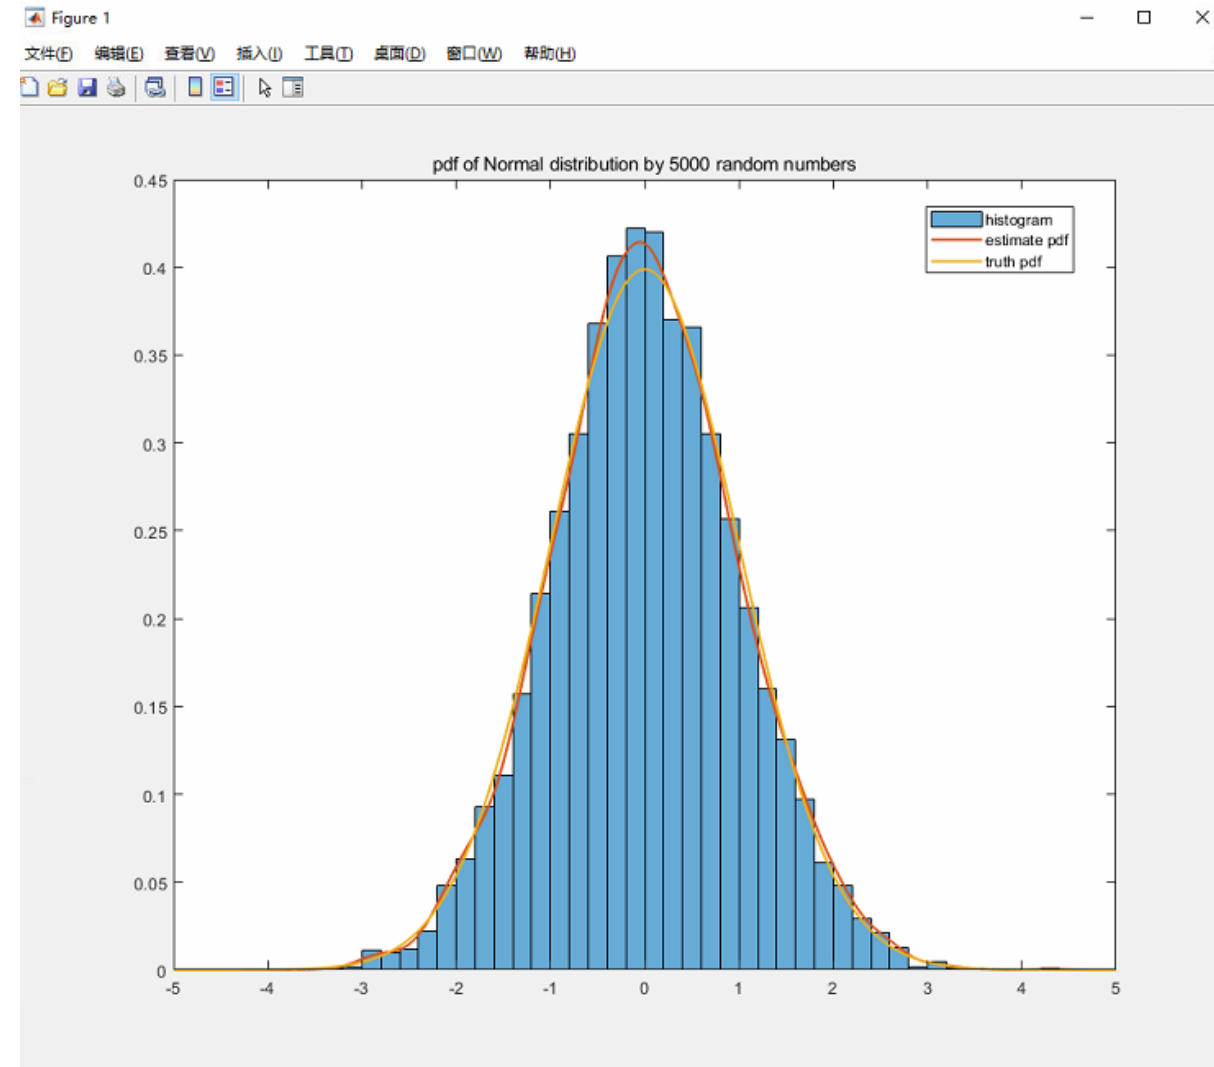 Figure 1
文件(F) 编辑(E) 查看(V) 插入(I) 工具(T) 桌面(D) 窗口(W) 帮助(H)
pdf of Normal distribution by 5000 random numbers
histogram
estimate pdf
truth pdf
0.45
0.4
0.35
0.3
0.25
0.2
0.15
0.1
0.05
0
-5 -4 -3 -2 -1 0 1 2 3 4 5